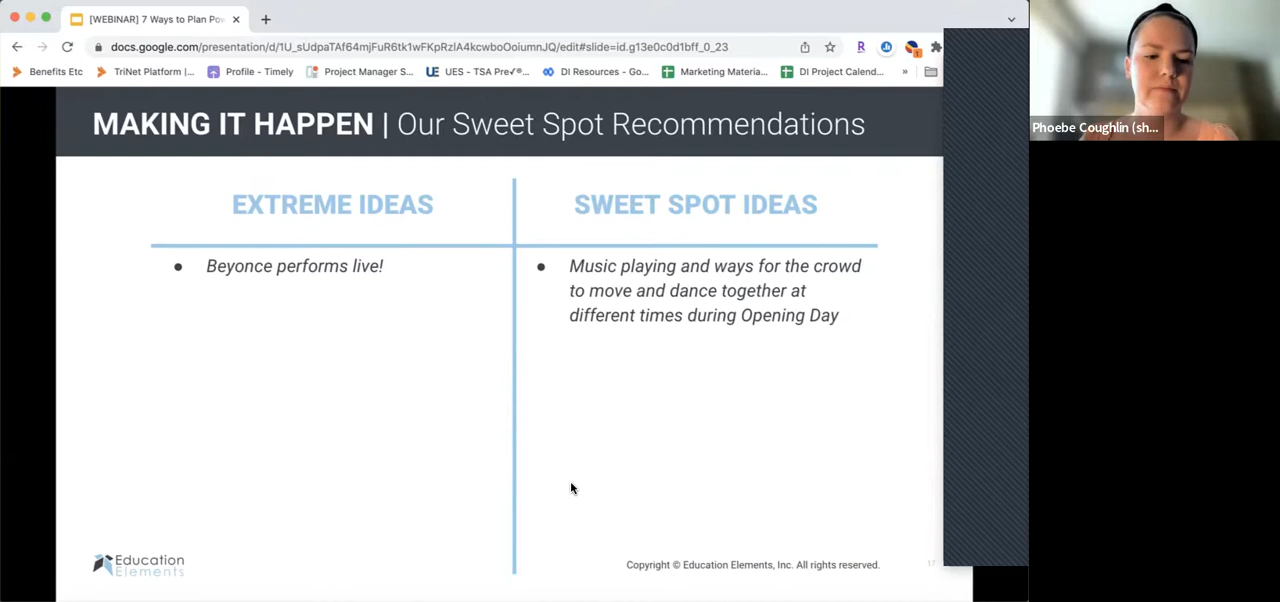 [WEBINAR] 7 Ways to Plan Pow
docs.google.com/presentation/d/1U_sUdpaTAf64mjFuR6tk1wFKpRzIA4kcwboOoiumnJQ/edit#slide=id.g13e0c0d1bff_0_23
R
Benefits Etc
TriNet Platform |...
Profile - Timely
Project Manager S...
UE
UES - TSA Pre✓®...
DI Resources - Go...
Marketing Materia...
DI Project Calend...
»
Phoebe Coughlin (sh...
MAKING IT HAPPEN | Our Sweet Spot Recommendations
EXTREME IDEAS
SWEET SPOT IDEAS
● Beyonce performs live!
● Music playing and ways for the crowd
to move and dance together at
different times during Opening Day
Education
Elements
Copyright © Education Elements, Inc. All rights reserved.
17